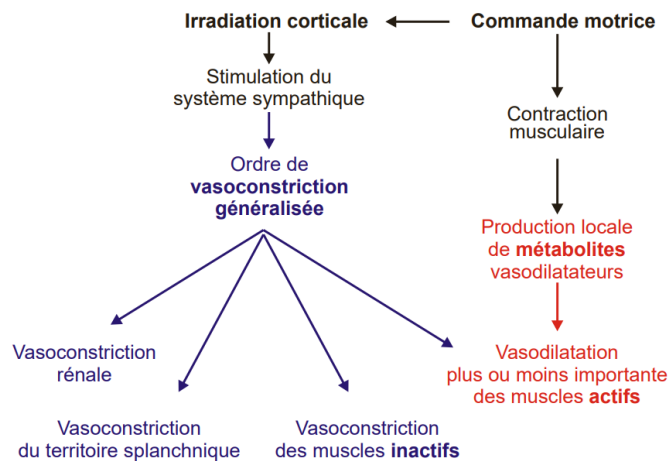 Irradiation corticale
Commande motrice
Stimulation du
système sympathique
Contraction
musculaire
Ordre de
vasoconstriction
généralisée
Production locale
de métabolites
vasodilatateurs
Vasoconstriction
rénale
Vasodilatation
plus ou moins importante
des muscles actifs
Vasoconstriction
du territoire splanchnique
Vasoconstriction
des muscles inactifs